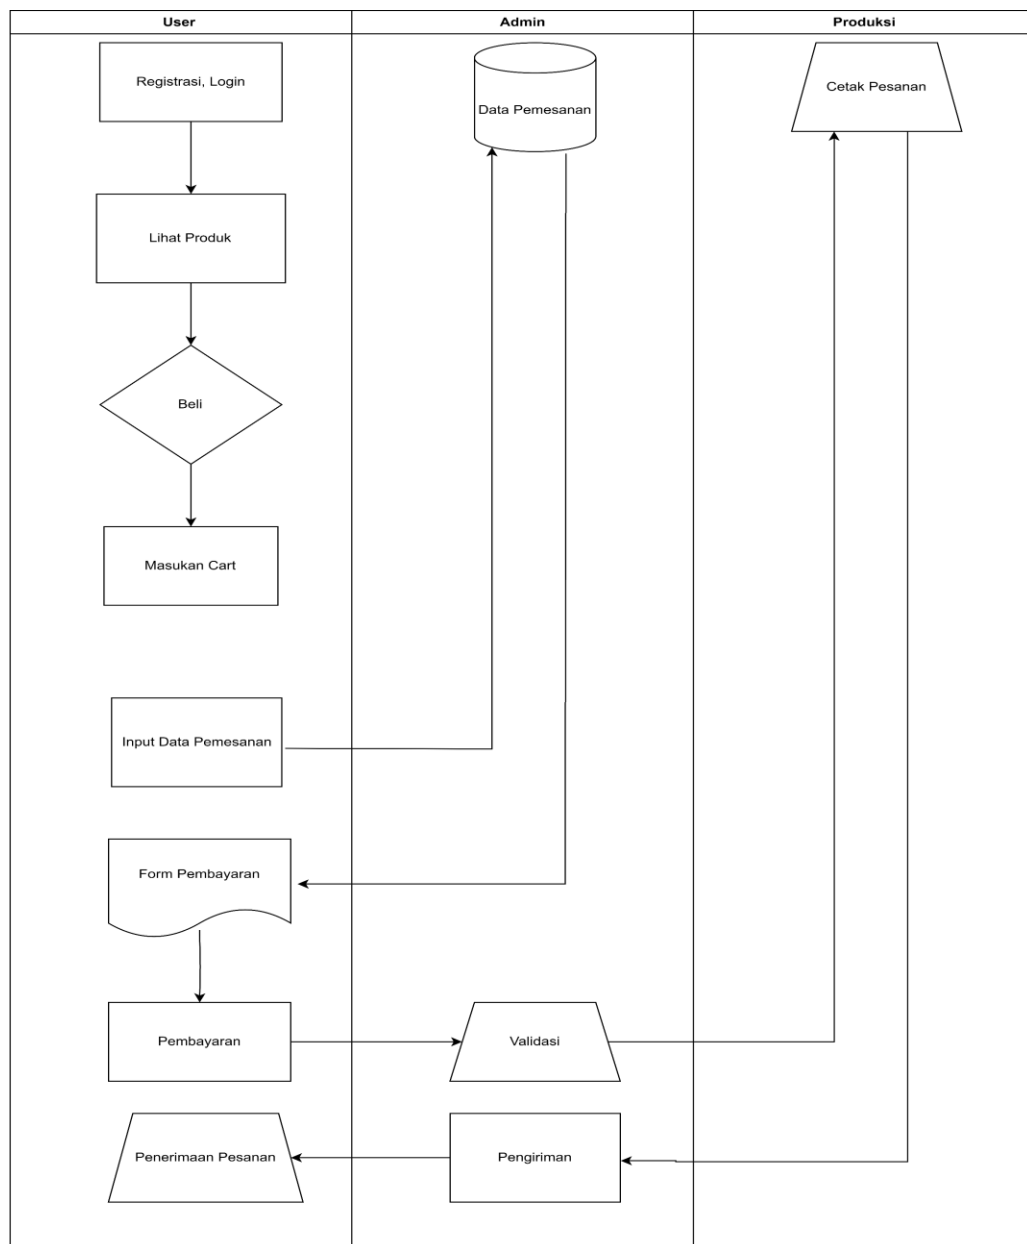 User
Admin
Produksi
Registrasi, Login
Data Pemesanan
Cetak Pesanan
Lihat Produk
Beli
Masukan Cart
Input Data Pemesanan
Form Pembayaran
Pembayaran
Validasi
Penerimaan Pesanan
Pengiriman